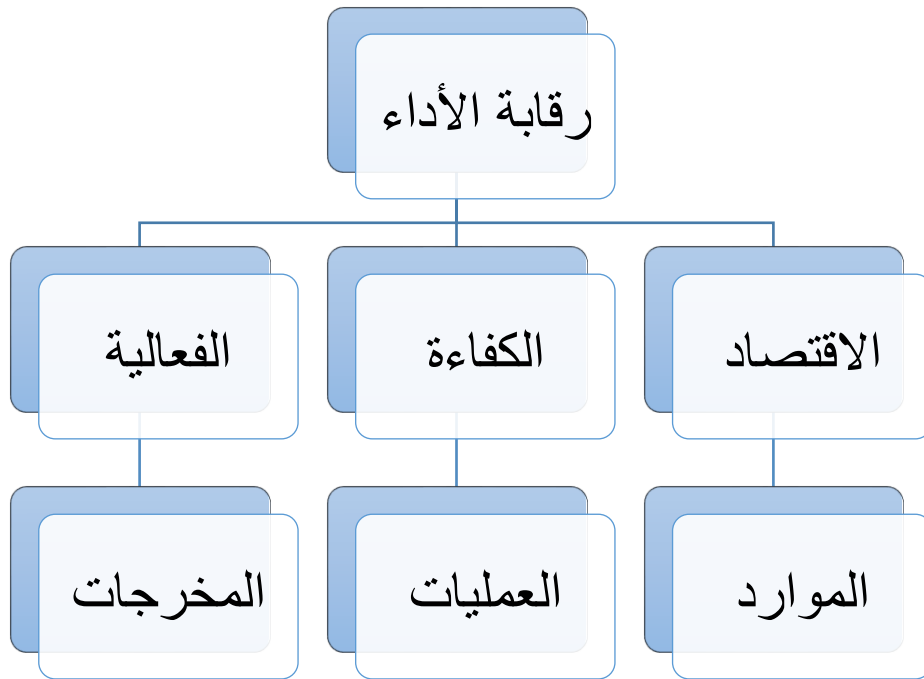 رقابة الأداء
الاقتصاد
الكفاءة
الفعالية
الموارد
العمليات
المخرجات